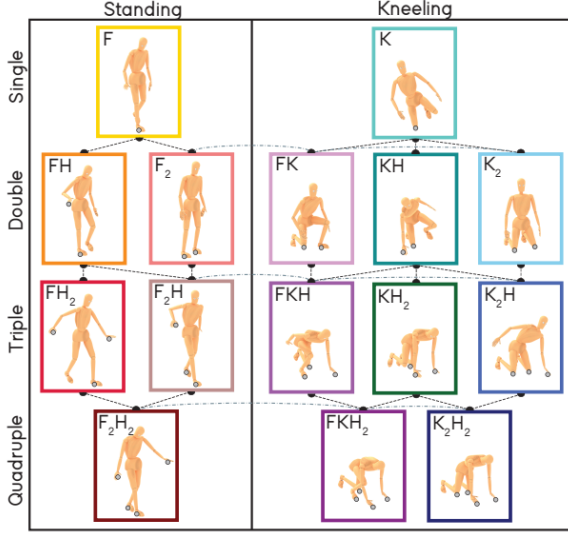 Standing Kneeling
Single
F K
Double
FH F₂ FK KH K₂
Triple
FH₂ F₂H FKH KH₂ K₂H
Quadruple
F₂H₂ FKH₂ K₂H₂